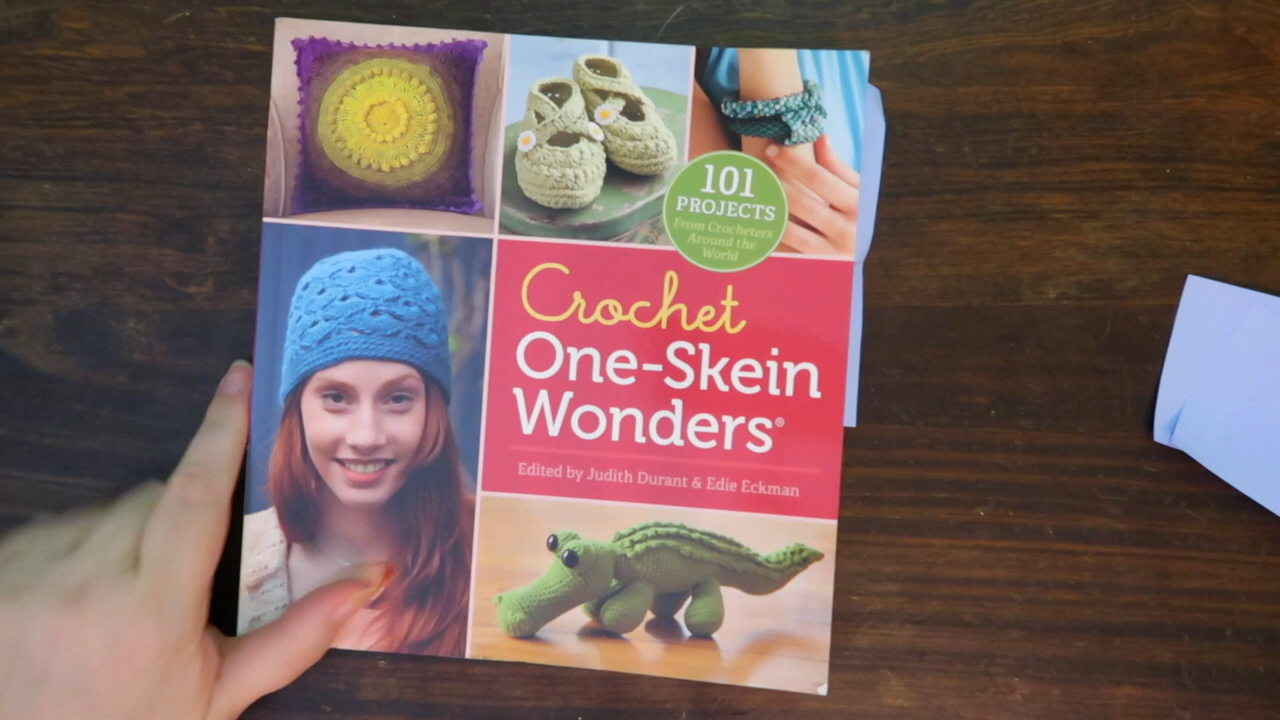 101
PROJECTS
From Crocheters
Around the
World
Crochet
One-Skein
Wonders®
Edited by Judith Durant & Edie Eckman